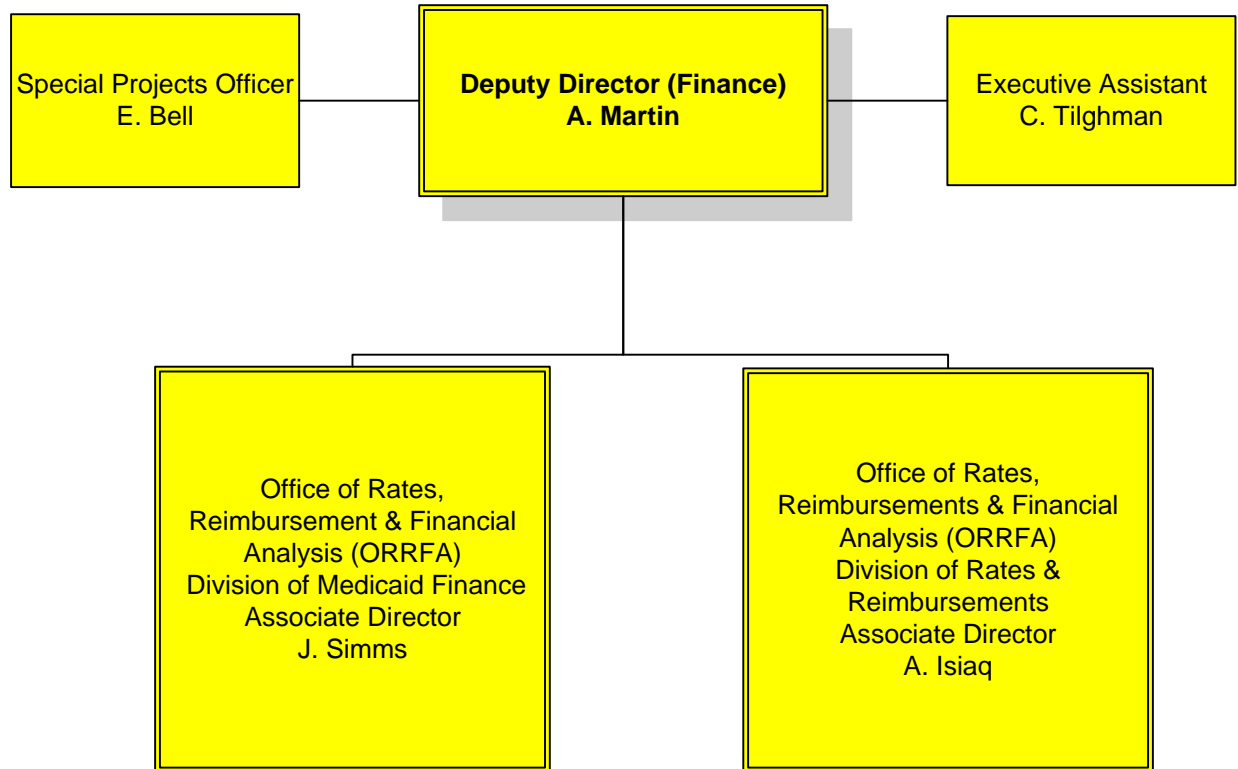 Special Projects Officer
E. Bell
Deputy Director (Finance)
A. Martin
Executive Assistant
C. Tilghman
Office of Rates,
Reimbursement & Financial
Analysis (ORRFA)
Division of Medicaid Finance
Associate Director
J. Simms
Office of Rates,
Reimbursements & Financial
Analysis (ORRFA)
Division of Rates &
Reimbursements
Associate Director
A. Isiaq